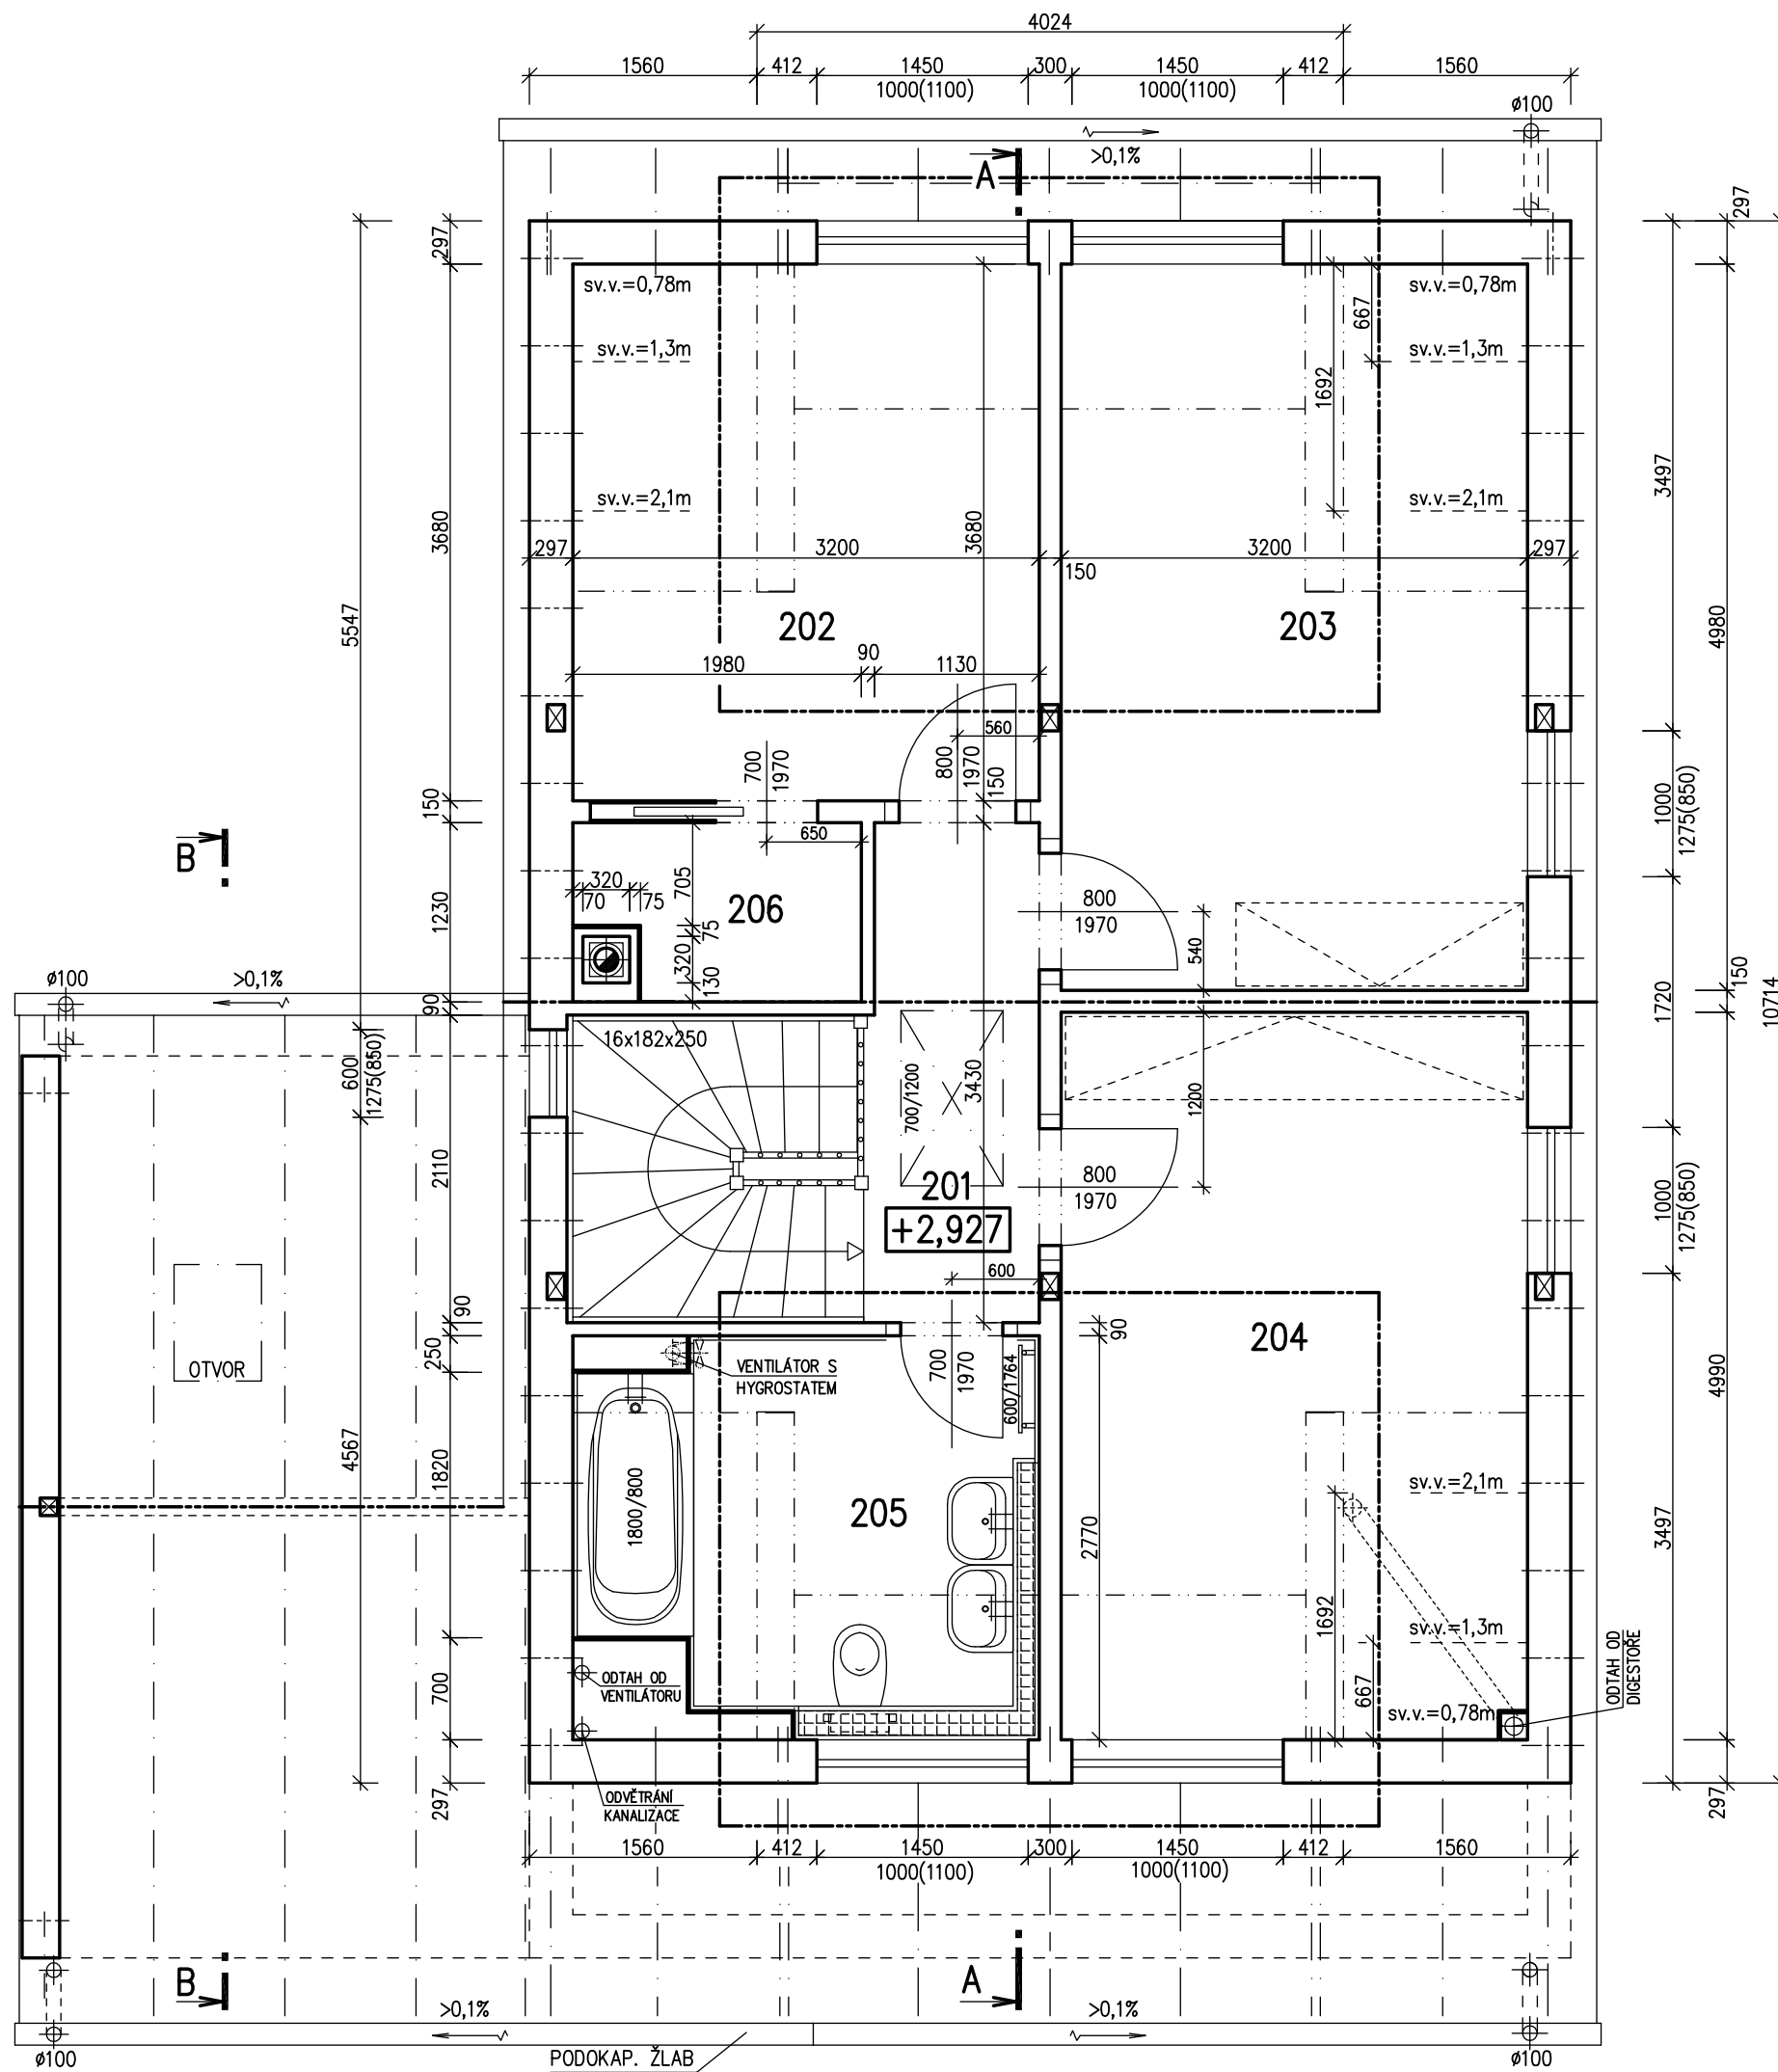 4024
1560 412 1450 300 1450 412 1560
1000(1100) 1000(1100)
ø100
>0,1%
A
297
297
sv.v.=0,78m sv.v.=0,78m
667
sv.v.=1,3m sv.v.=1,3m
1692
sv.v.=2,1m sv.v.=2,1m
3497
3680 3680
297 3200 3200 297
150
5547
202 203
4980
90
1980 1130
560
700
1970
800
1970
150
150
1000
1275(850)
B
650
320
70 75
705
206
1230
800
1970
540
75
320
130
ø100 >0,1%
90
150
1720
10714
16x182x250
600
1275(850)
700/1200
3430
1200
2110
201
800
1970
+2,927
1000
1275(850)
600
90
90
204
OTVOR
250
VENTILÁTOR S
HYGROSTATEM
700
1970
600/1764
4990
4567
1820
1800/800
205
sv.v.=2,1m
2770
3497
1692
sv.v.=1,3m
ODTAH OD
DIGESTOŘE
700
ODTAH OD
VENTILÁTORU
667
sv.v.=0,78m
297
ODVĚTRÁNÍ
KANALIZACE
297
1560 412 1450 300 1450 412 1560
1000(1100) 1000(1100)
B A
>0,1% >0,1%
ø100 PODOKAP. ŽLAB ø100